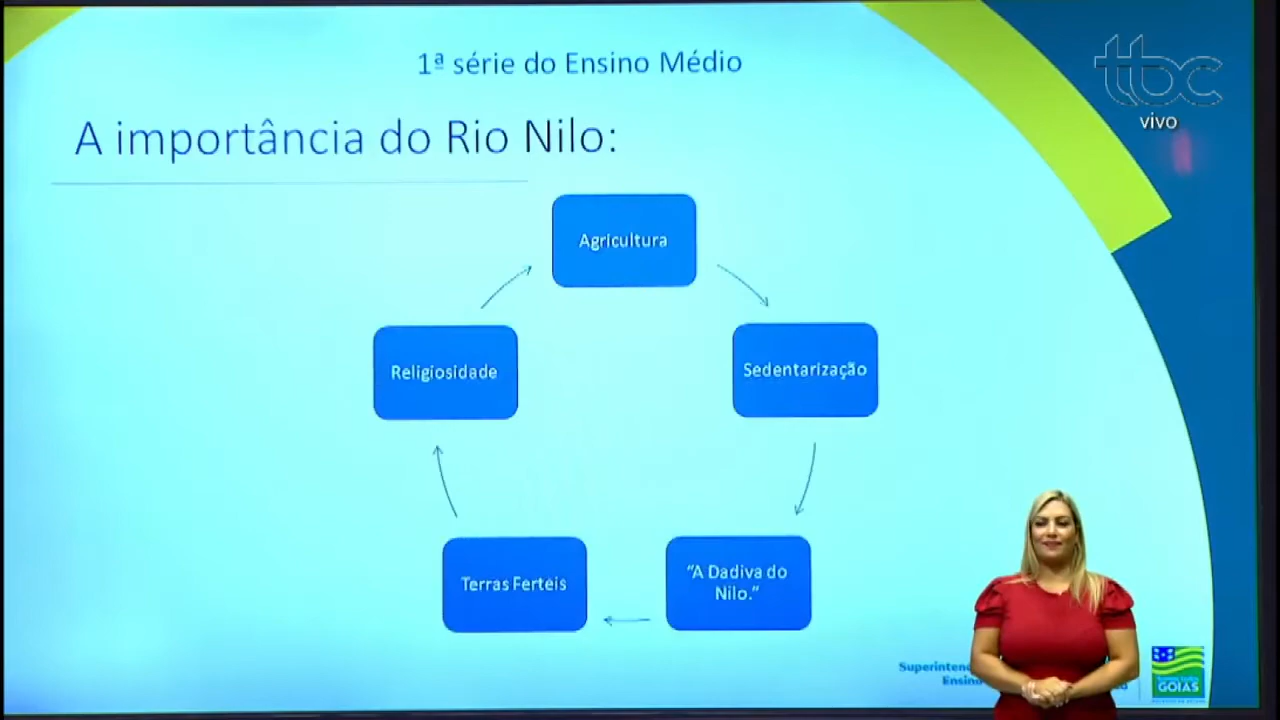 1ª série do Ensino Médio
tbc
vivo
A importância do Rio Nilo:
Agricultura
Religiosidade
Sedentarização
Terras Ferteis
“A Dadiva do
Nilo.”
Ensino
GOIÁS